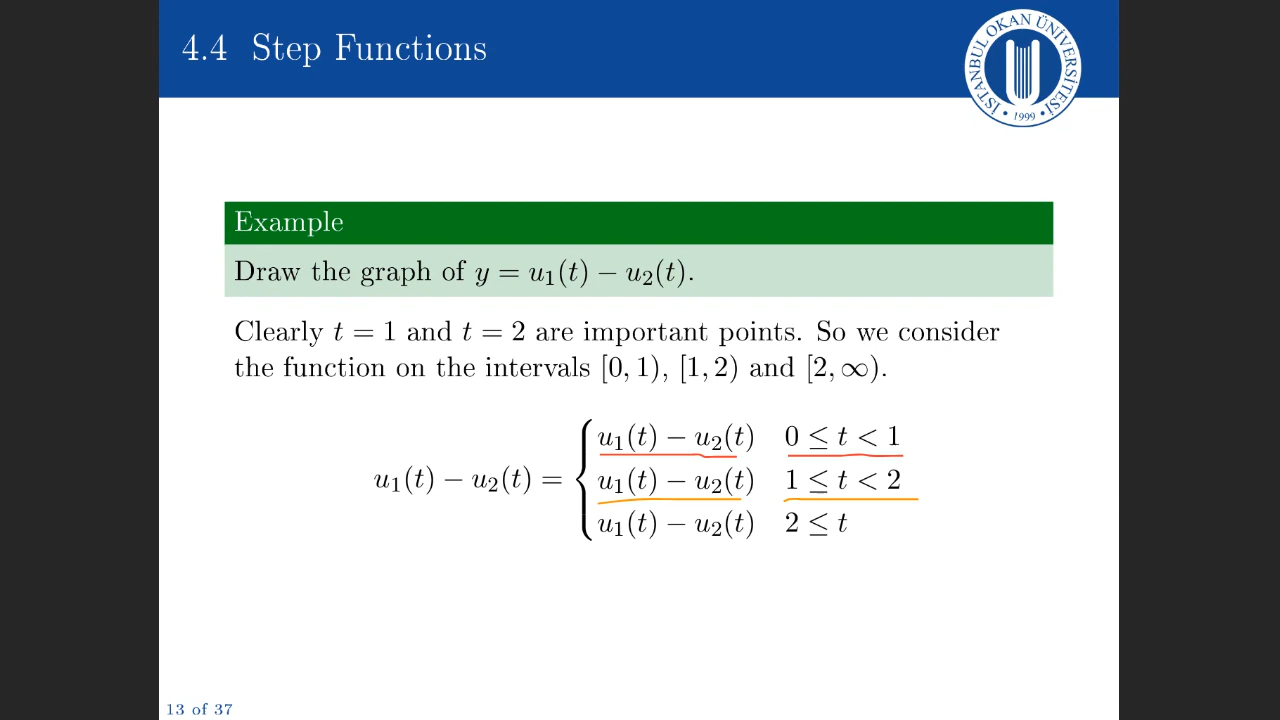 4.4 Step Functions
İSTANBUL OKAN ÜNİVERSİTESİ
• 1999 •
Example
Draw the graph of y = u₁(t) − u₂(t).
Clearly t = 1 and t = 2 are important points. So we consider
the function on the intervals [0, 1), [1, 2) and [2, ∞).
u₁(t) − u₂(t) 0 ≤ t < 1
u₁(t) − u₂(t) = { u₁(t) − u₂(t) 1 ≤ t < 2
u₁(t) − u₂(t) 2 ≤ t
13 of 37